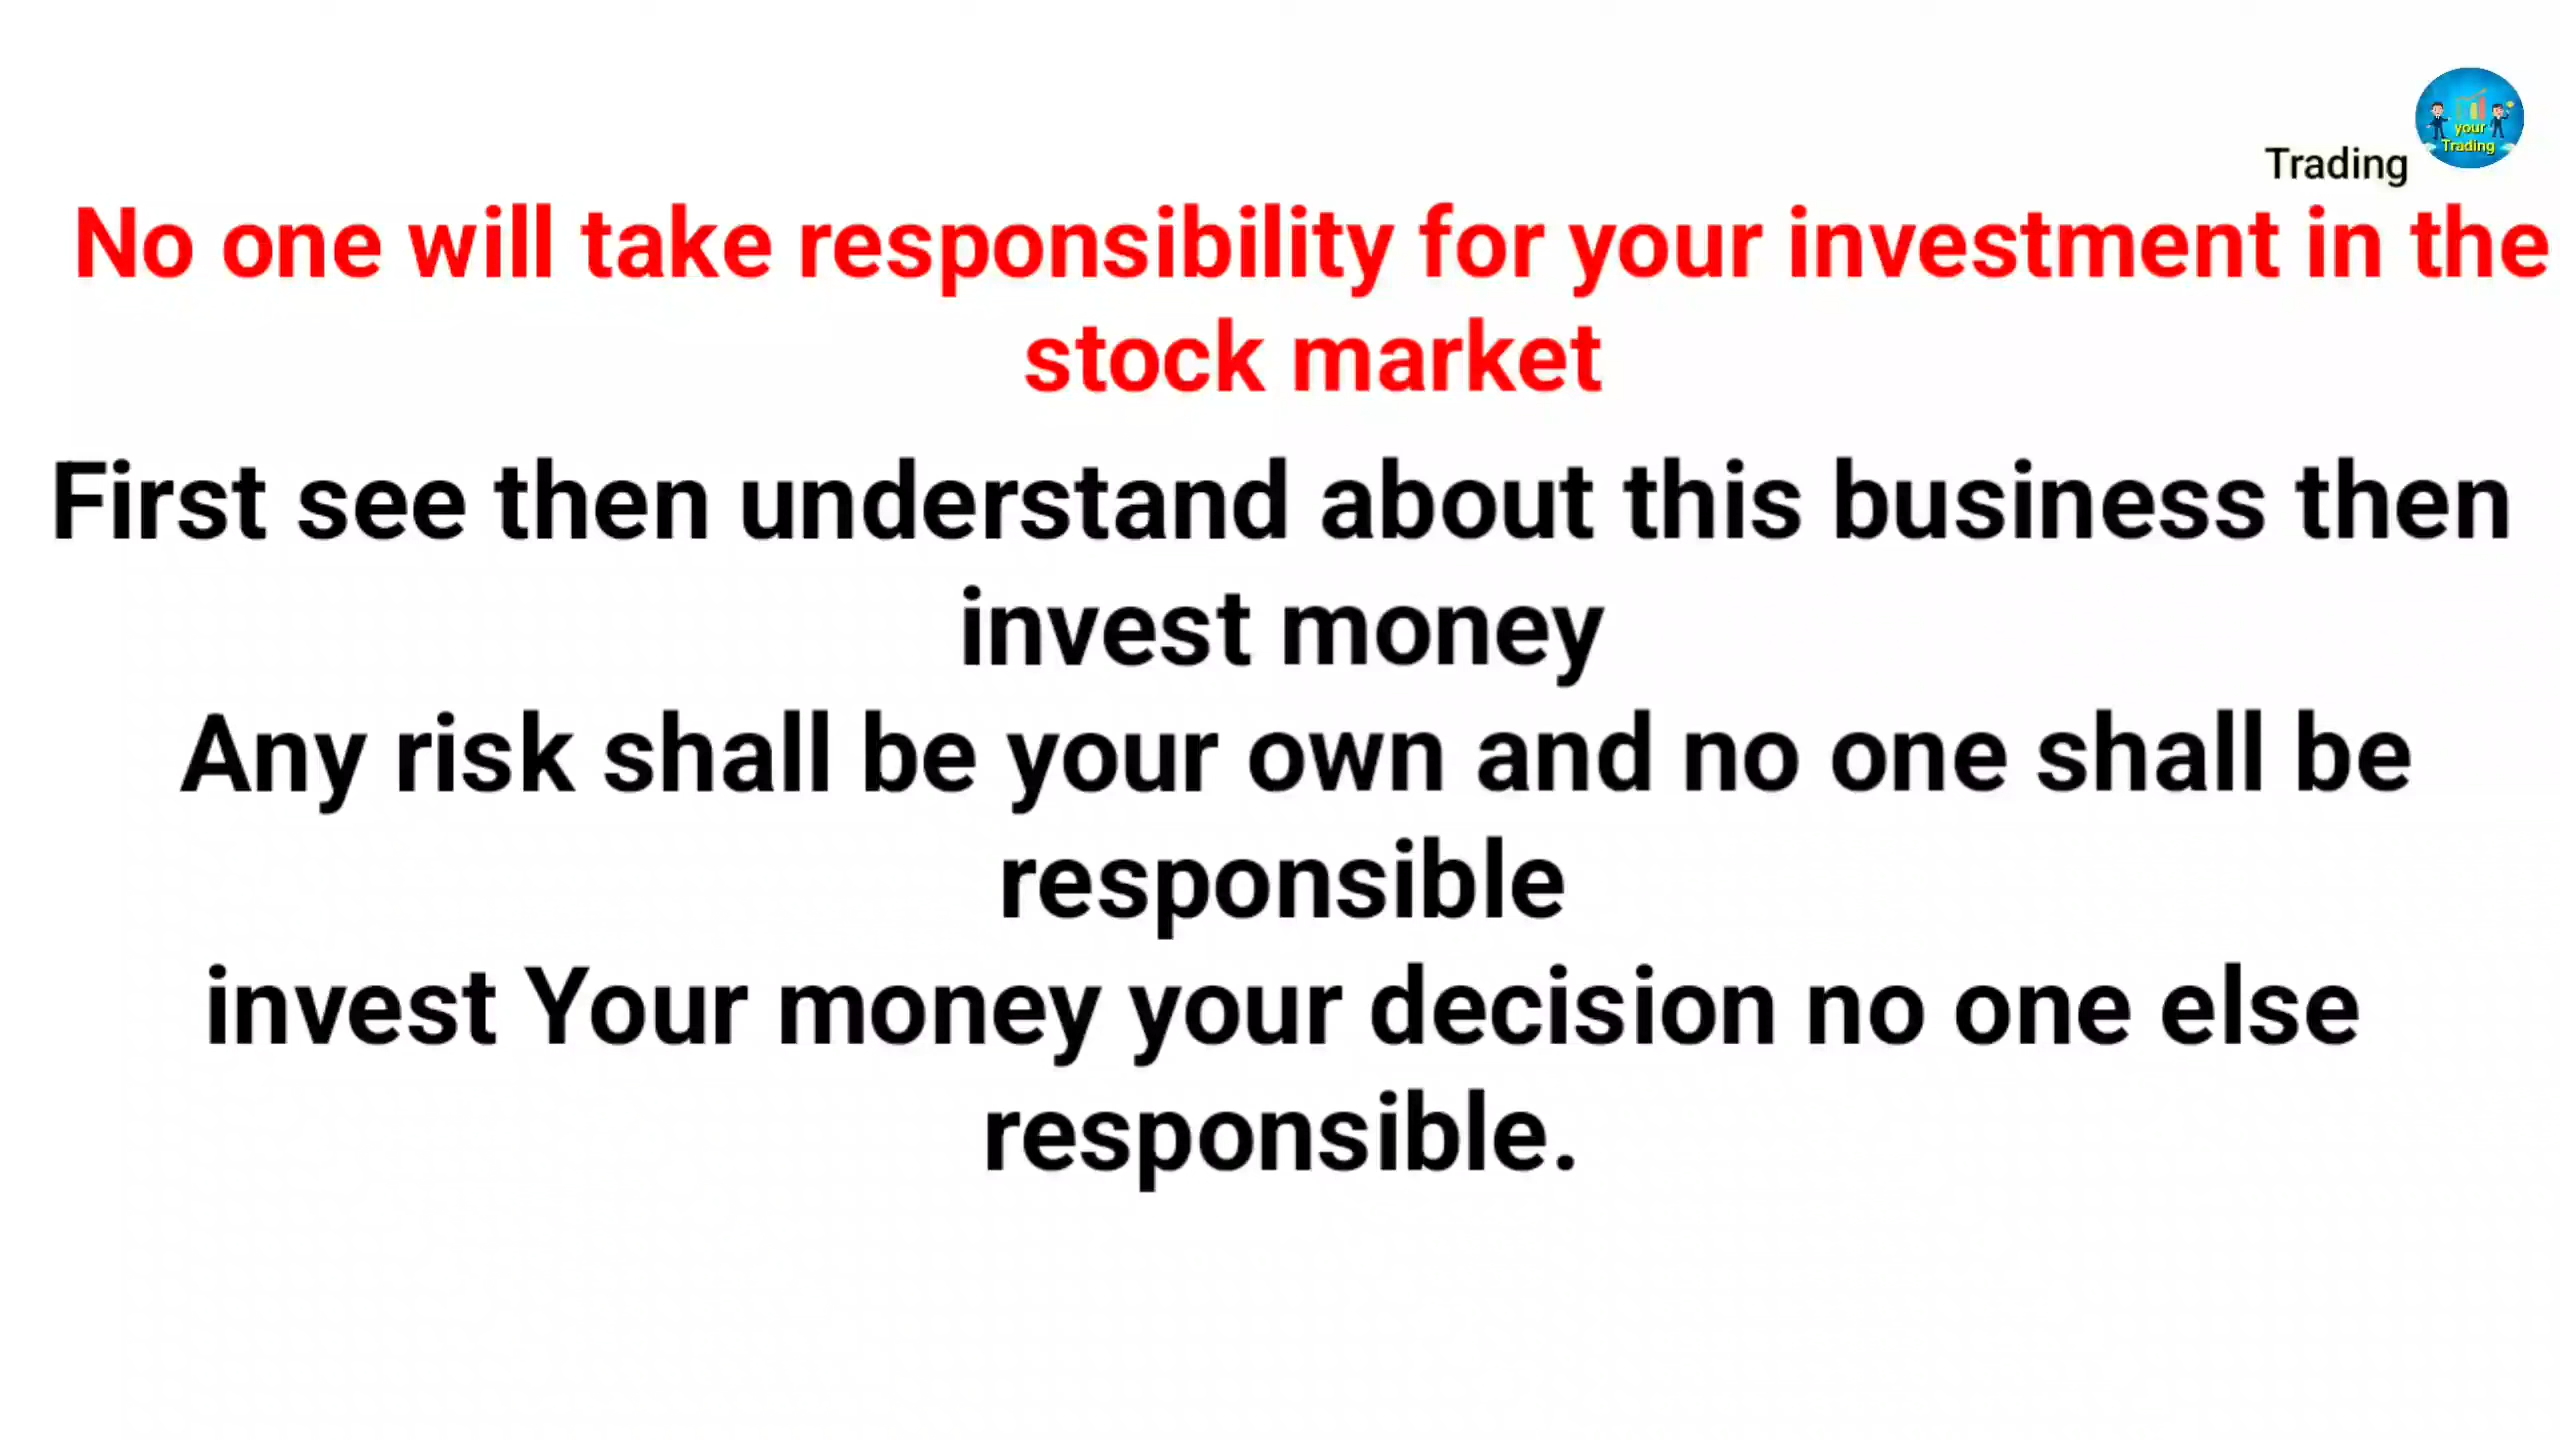 your
Trading
Trading
No one will take responsibility for your investment in the
stock market
First see then understand about this business then
invest money
Any risk shall be your own and no one shall be
responsible
invest Your money your decision no one else
responsible.